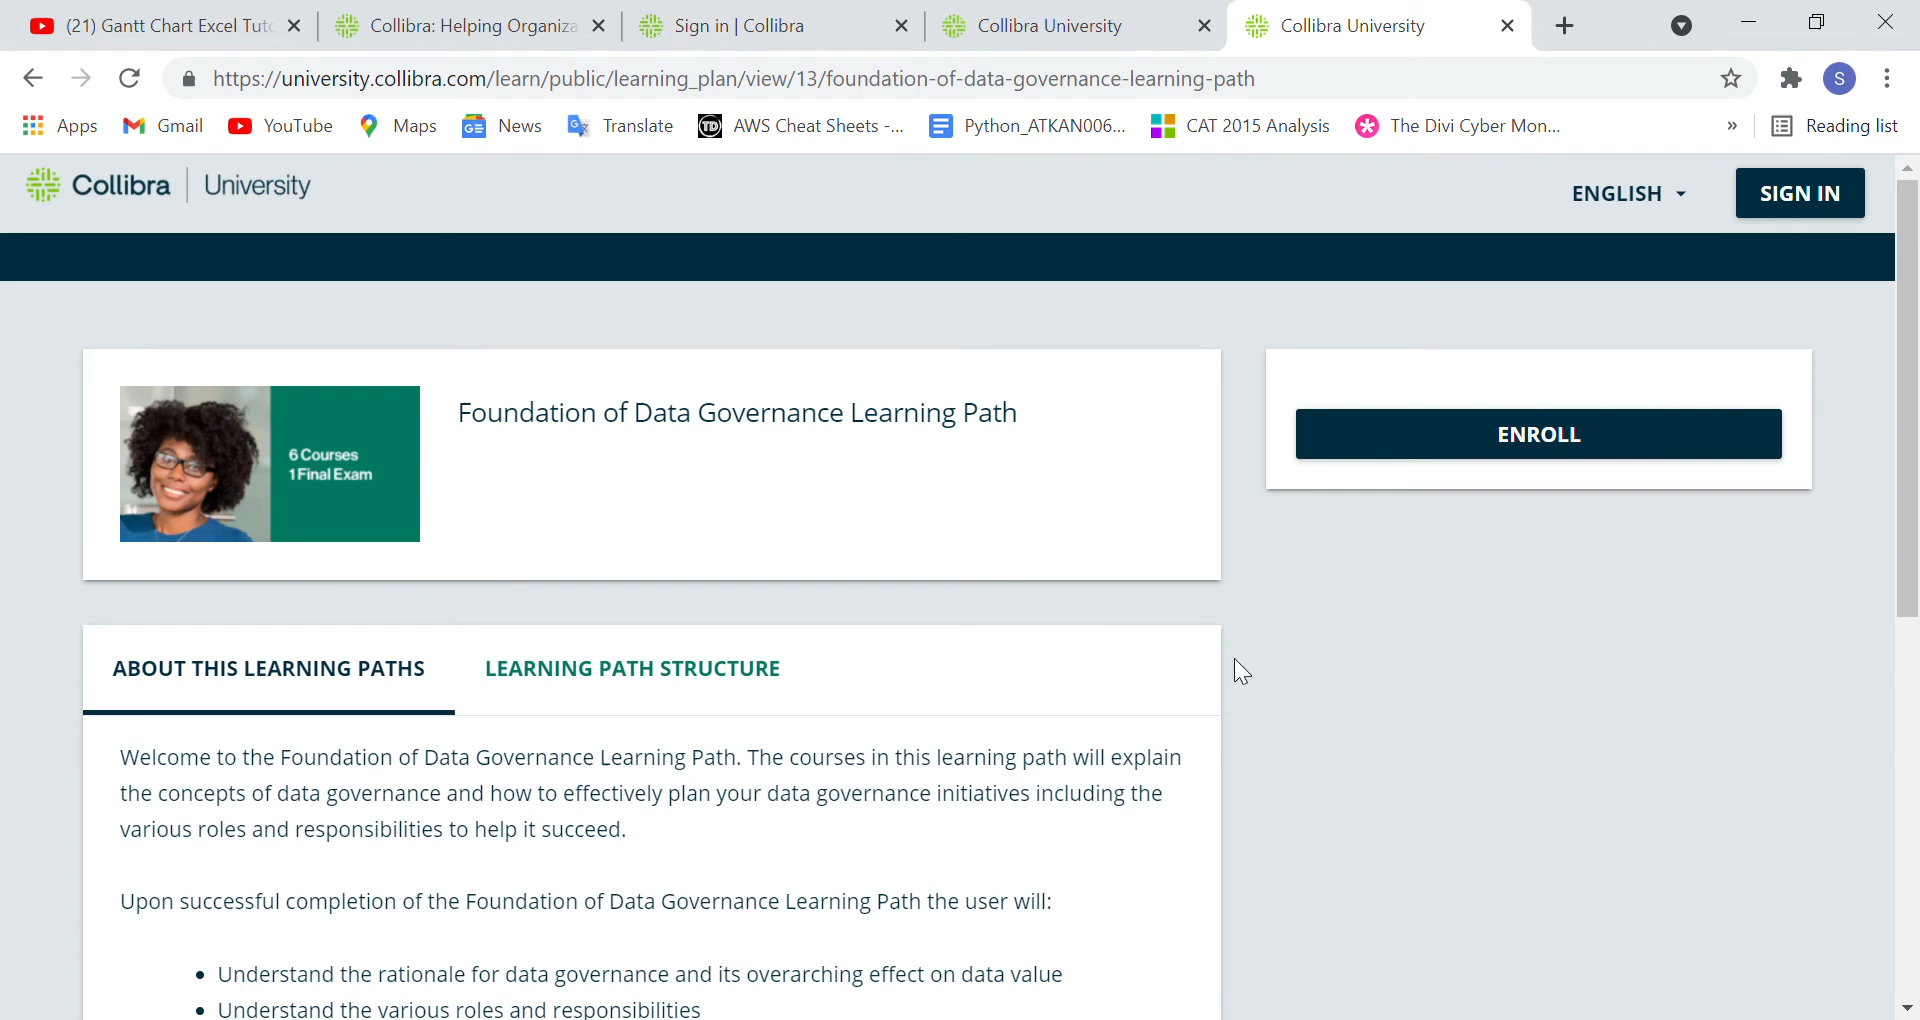 (21) Gantt Chart Excel Tuto
Collibra: Helping Organiza
Sign in | Collibra
Collibra University
Collibra University
https://university.collibra.com/learn/public/learning_plan/view/13/foundation-of-data-governance-learning-path
S
Apps
Gmail
YouTube
Maps
News
Translate
TD
AWS Cheat Sheets -...
Python_ATKAN006...
CAT 2015 Analysis
The Divi Cyber Mon...
»
Reading list
Collibra | University
ENGLISH
SIGN IN
6 Courses
1 Final Exam
Foundation of Data Governance Learning Path
ENROLL
ABOUT THIS LEARNING PATHS
LEARNING PATH STRUCTURE
Welcome to the Foundation of Data Governance Learning Path. The courses in this learning path will explain
the concepts of data governance and how to effectively plan your data governance initiatives including the
various roles and responsibilities to help it succeed.
Upon successful completion of the Foundation of Data Governance Learning Path the user will:
• Understand the rationale for data governance and its overarching effect on data value
• Understand the various roles and responsibilities